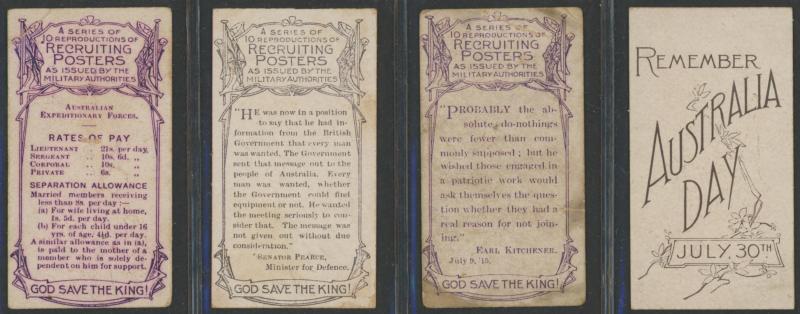 A SERIES OF
10 REPRODUCTIONS OF
RECRUITING
POSTERS
AS ISSUED BY THE
MILITARY AUTHORITIES
AUSTRALIAN
EXPEDITIONARY FORCES.
RATES OF PAY
LIEUTENANT .. 21s. per day,
SERGEANT .. 10s, 6d, ,,
CORPORAL .. 10s. ,,
PRIVATE .. 6s. ,,
SEPARATION ALLOWANCE
Married members receiving
less than 8s. per day :—
(a) For wife living at home,
1s. 5d. per day.
(b) For each child under 16
yrs. of age, 4½d. per day.
A similar allowance as in (a),
is paid to the mother of a
member who is solely de-
pendent on him for support.
GOD SAVE THE KING!
A SERIES OF
10 REPRODUCTIONS OF
RECRUITING
POSTERS
AS ISSUED BY THE
MILITARY AUTHORITIES
"HE was now in a position
to say that he had in-
formation from the British
Government that every man
was wanted. The Government
sent that message out to the
people of Australia. Every
man was wanted, whether
the Government could find
equipment or not. He wanted
the meeting seriously to con-
sider that. The message was
not given out without due
consideration."
SENATOR PEARCE,
Minister for Defence.
GOD SAVE THE KING!
A SERIES OF
10 REPRODUCTIONS OF
RECRUITING
POSTERS
AS ISSUED BY THE
MILITARY AUTHORITIES
"PROBABLY the ab-
solute do-nothings
were fewer than com-
monly supposed ; but he
wished those engaged in
a patriotic work would
ask themselves the ques-
tion whether they had a
real reason for not join-
ing."
EARL KITCHENER.
July 9, '15.
GOD SAVE THE KING!
REMEMBER
AUSTRALIA
DAY
JULY, 30TH